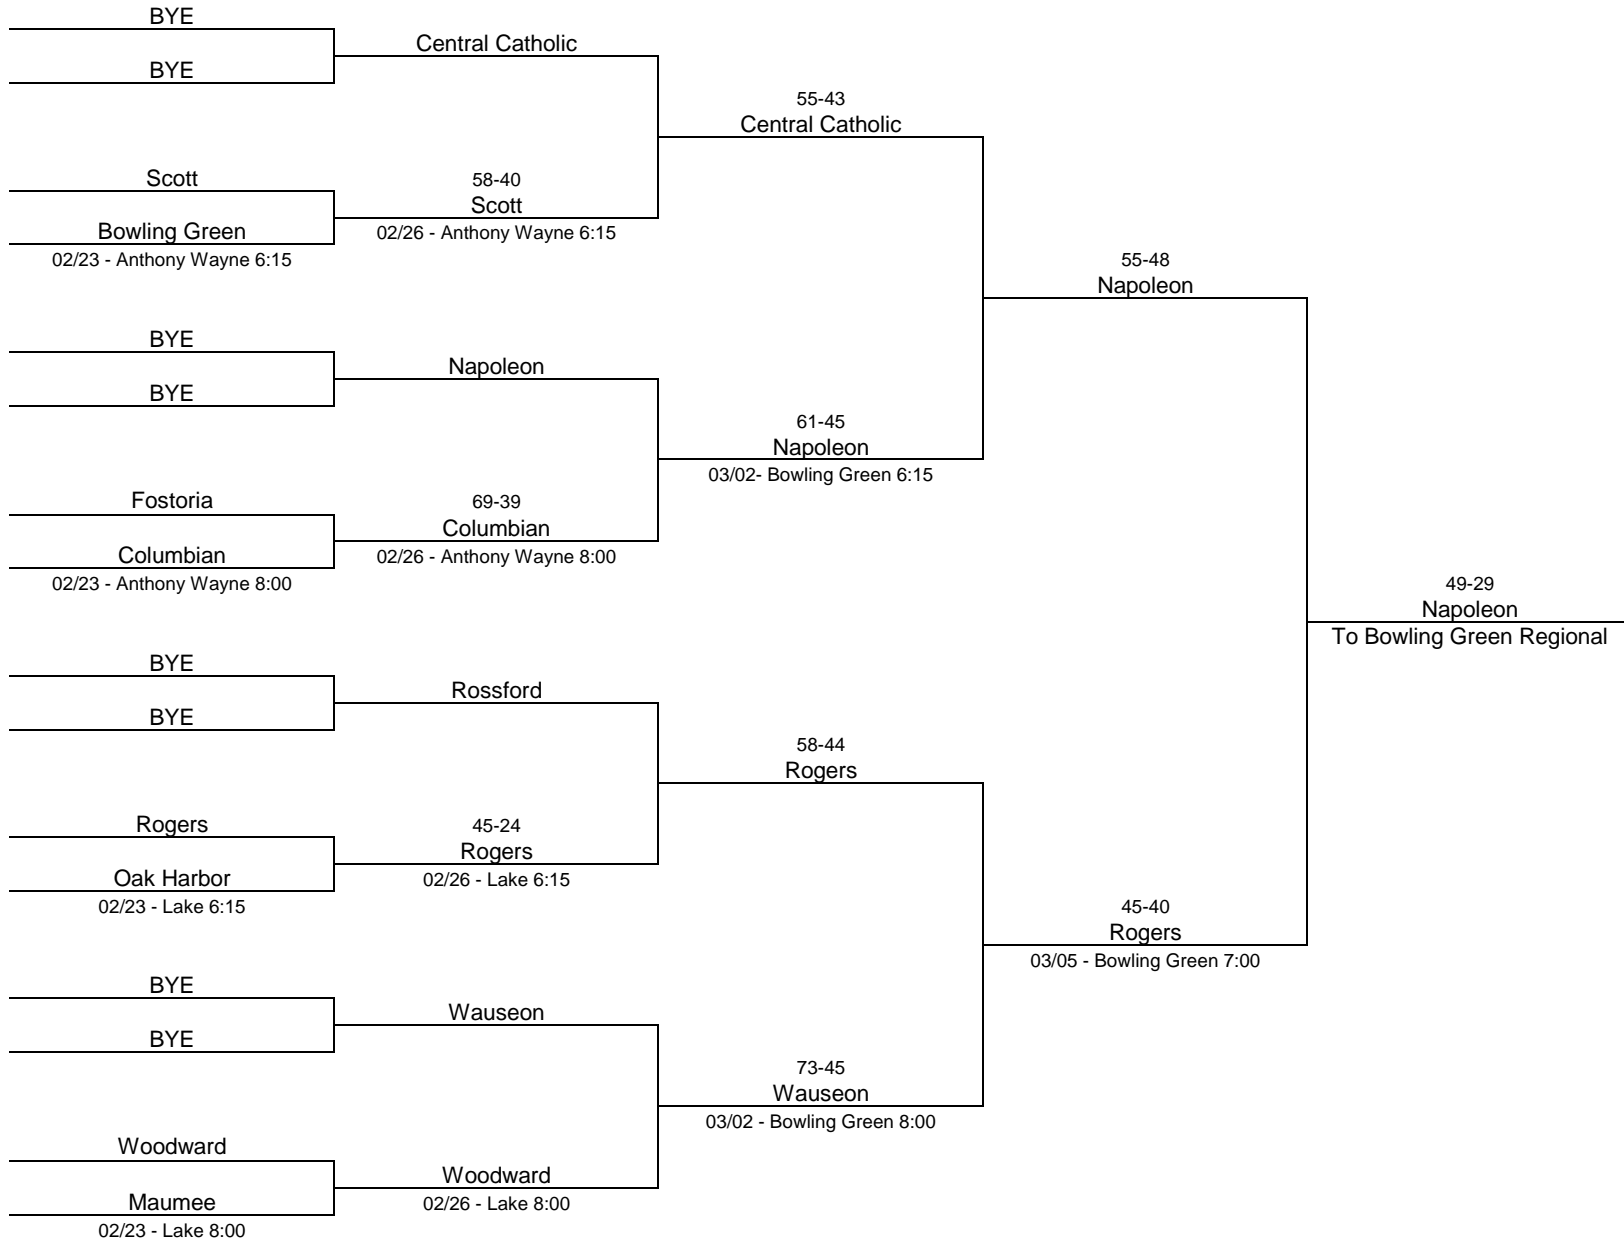 BYE
BYE
Central Catholic
55-43
Central Catholic
Scott
Bowling Green
02/23 - Anthony Wayne 6:15
58-40
Scott
02/26 - Anthony Wayne 6:15
55-48
Napoleon
BYE
BYE
Napoleon
61-45
Napoleon
03/02- Bowling Green 6:15
Fostoria
Columbian
02/23 - Anthony Wayne 8:00
69-39
Columbian
02/26 - Anthony Wayne 8:00
49-29
Napoleon
To Bowling Green Regional
BYE
BYE
Rossford
58-44
Rogers
Rogers
Oak Harbor
02/23 - Lake 6:15
45-24
Rogers
02/26 - Lake 6:15
45-40
Rogers
03/05 - Bowling Green 7:00
BYE
BYE
Wauseon
73-45
Wauseon
03/02 - Bowling Green 8:00
Woodward
Maumee
02/23 - Lake 8:00
Woodward
02/26 - Lake 8:00